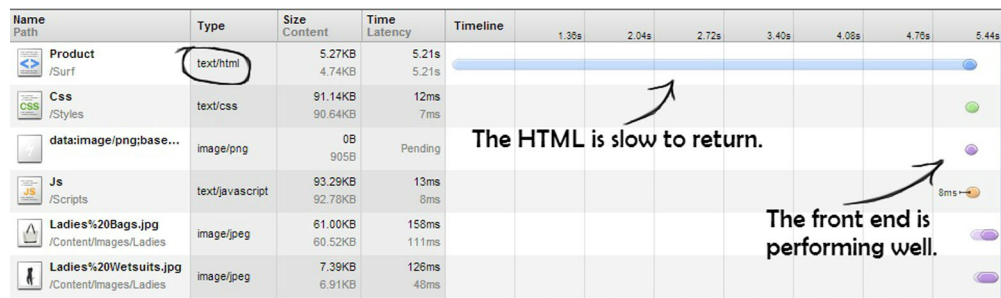 Name Type Size Time Timeline
Path Content Latency
1.36s 2.04s 2.72s 3.40s 4.08s 4.76s 5.44s
Product 5.27KB 5.21s
<> text/html
/Surf 4.74KB 5.21s
Css 91.14KB 12ms
CSS text/css
/Styles 90.64KB 7ms
The HTML is slow to return.
data:image/png;base... 0B
image/png Pending
905B
Js 93.29KB 13ms
JS text/javascript 8ms
/Scripts 92.78KB 8ms
The front end is
performing well.
Ladies%20Bags.jpg 61.00KB 158ms
image/jpeg
/Content/Images/Ladies 60.52KB 111ms
Ladies%20Wetsuits.jpg 7.39KB 126ms
image/jpeg
/Content/Images/Ladies 6.91KB 48ms